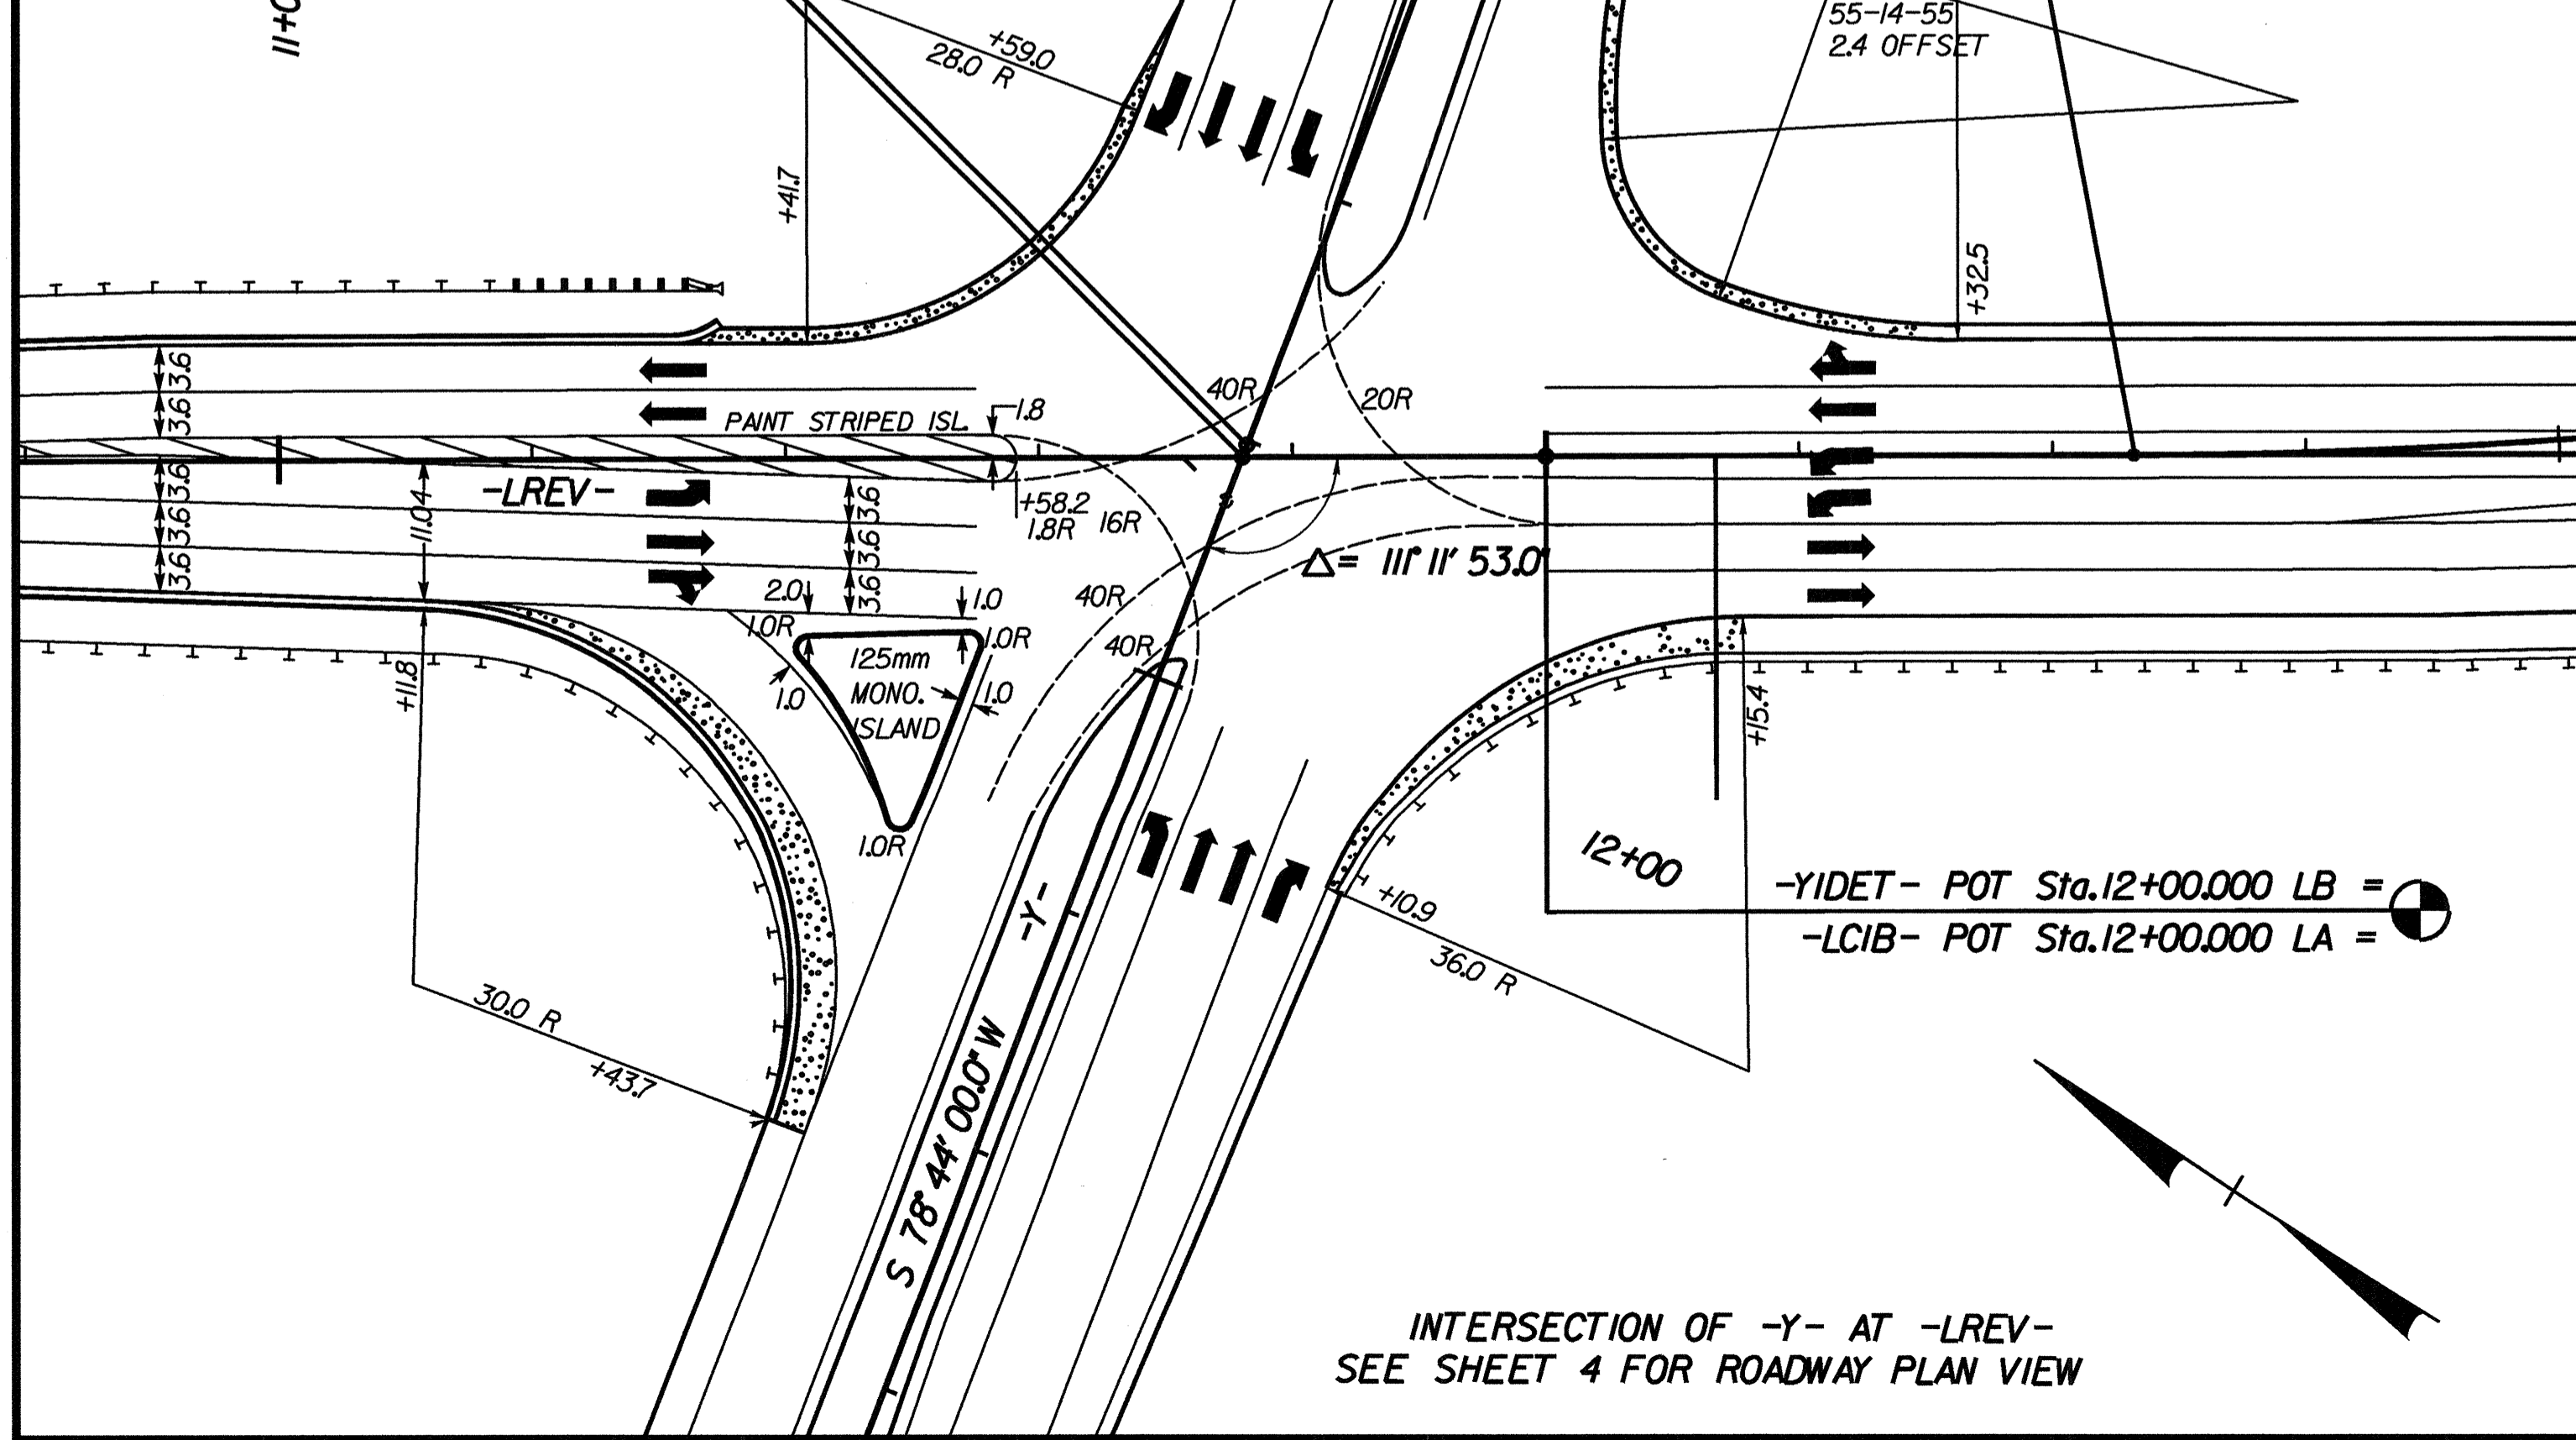 +59.0
28.0 R
55-14-55
2.4 OFFSET
+41.7
+32.5
3.6
3.6
PAINT STRIPED ISL.
1.8
40R
20R
3.6
3.6
3.6
11.04
-LREV-
3.6
3.6
3.6
+58.2
1.8R
16R
△= 111° 11' 53.0"
2.0
1.0
1.0R
1.0R
40R
40R
125mm
MONO.
ISLAND
1.0
1.0
1.0R
+11.8
+15.4
12+00
-Y1DET- POT Sta.12+00.000 LB =
-LC1B- POT Sta.12+00.000 LA =
+10.9
36.0 R
-Y-
30.0 R
+43.7
S 78° 44' 00.0" W
INTERSECTION OF -Y- AT -LREV-
SEE SHEET 4 FOR ROADWAY PLAN VIEW